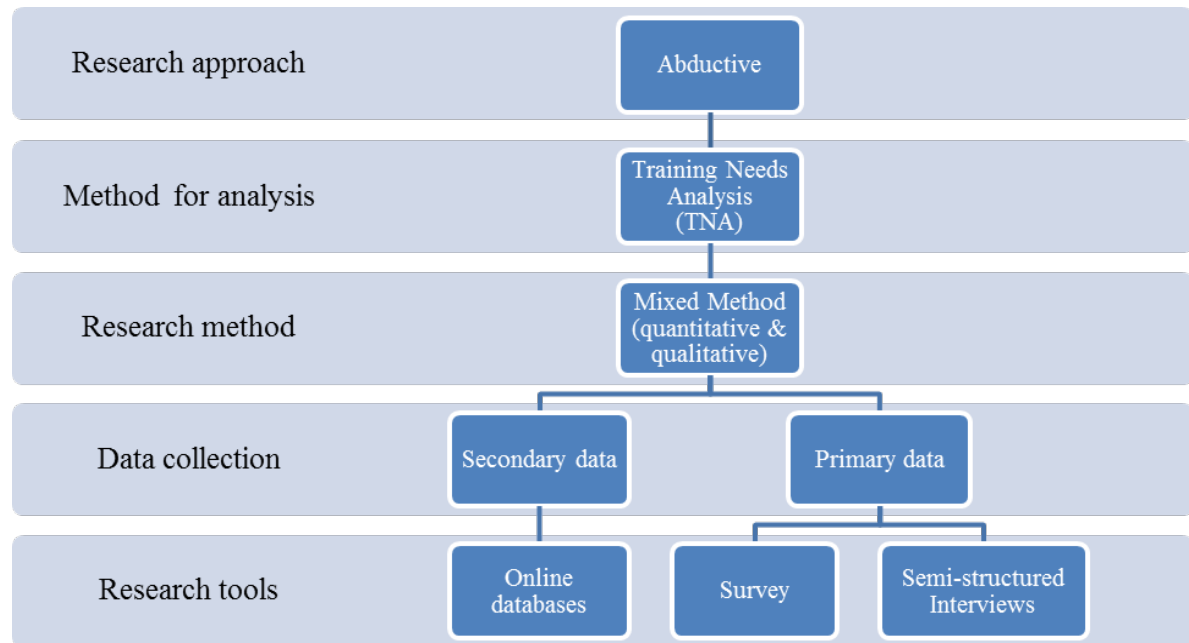 Research approach
Abductive
Method for analysis
Training Needs
Analysis
(TNA)
Research method
Mixed Method
(quantitative &
qualitative)
Data collection
Secondary data
Primary data
Research tools
Online
databases
Survey
Semi-structured
Interviews